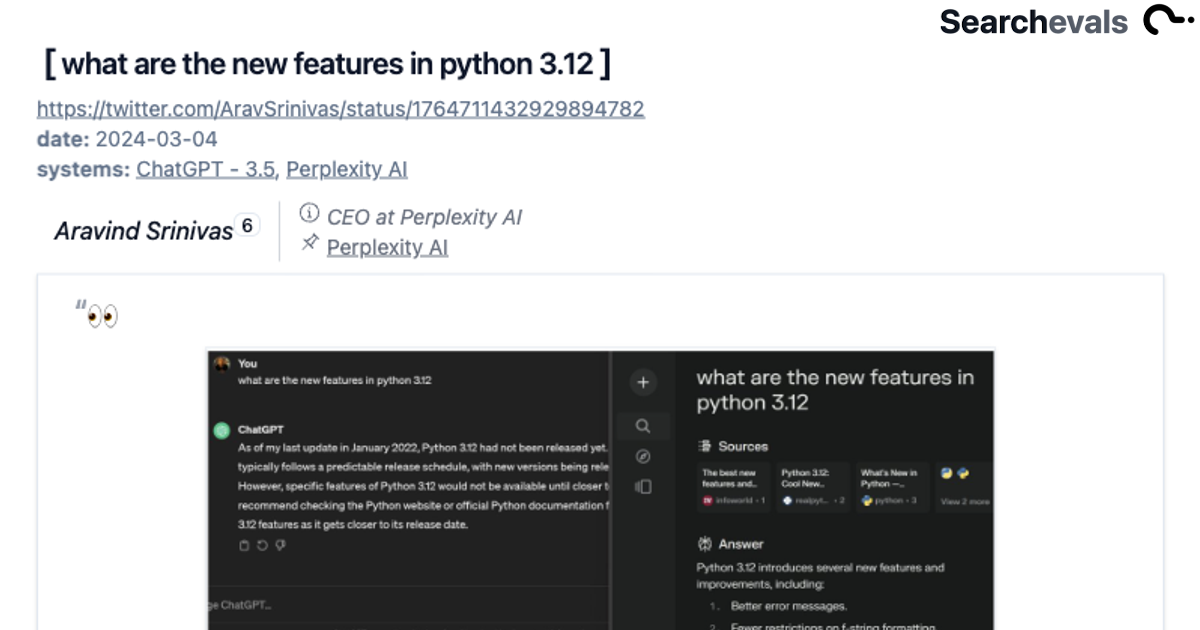 Searchevals
[ what are the new features in python 3.12 ]
https://twitter.com/AravSrinivas/status/1764711432929894782
date: 2024-03-04
systems: ChatGPT - 3.5, Perplexity AI
Aravind Srinivas 6
CEO at Perplexity AI
Perplexity AI
“👀
You
what are the new features in python 3.12
ChatGPT
As of my last update in January 2022, Python 3.12 had not been released yet.
typically follows a predictable release schedule, with new versions being rele
However, specific features of Python 3.12 would not be available until closer t
recommend checking the Python website or official Python documentation f
3.12 features as it gets closer to its release date.
ge ChatGPT...
what are the new features in
python 3.12
Sources
The best new
features and...
infoworld · 1
Python 3.12:
Cool New...
realpyt... · 2
What's New in
Python —...
python · 3
View 2 more
Answer
Python 3.12 introduces several new features and
improvements, including:
1. Better error messages.
2. Fewer restrictions on f-string formatting.